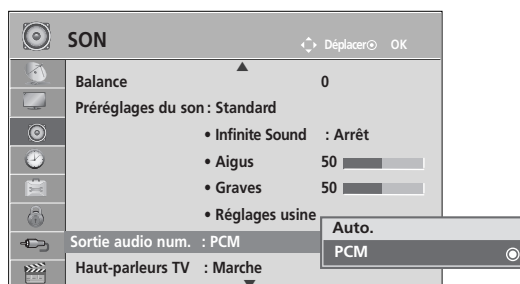 SON
Déplacer OK
Balance 0
Préréglages du son : Standard
• Infinite Sound : Arrêt
• Aigus 50
• Graves 50
• Réglages usine
Sortie audio num. : PCM
Auto.
PCM
Haut-parleurs TV : Marche